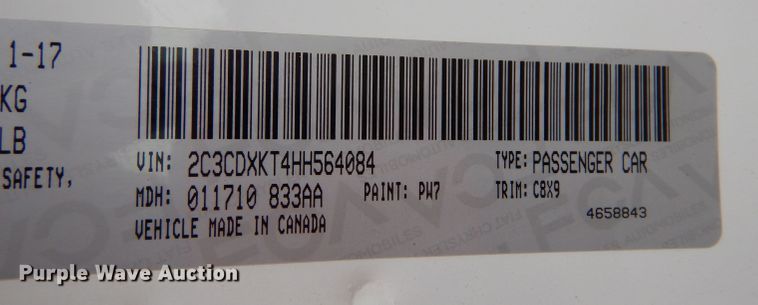 1-17
KG
LB
SAFETY,
VIN: 2C3CDXKT4HH564084 TYPE: PASSENGER CAR
MDH: 011710 833AA PAINT: PW7 TRIM: C8X9
VEHICLE MADE IN CANADA 4658843
Purple Wave Auction